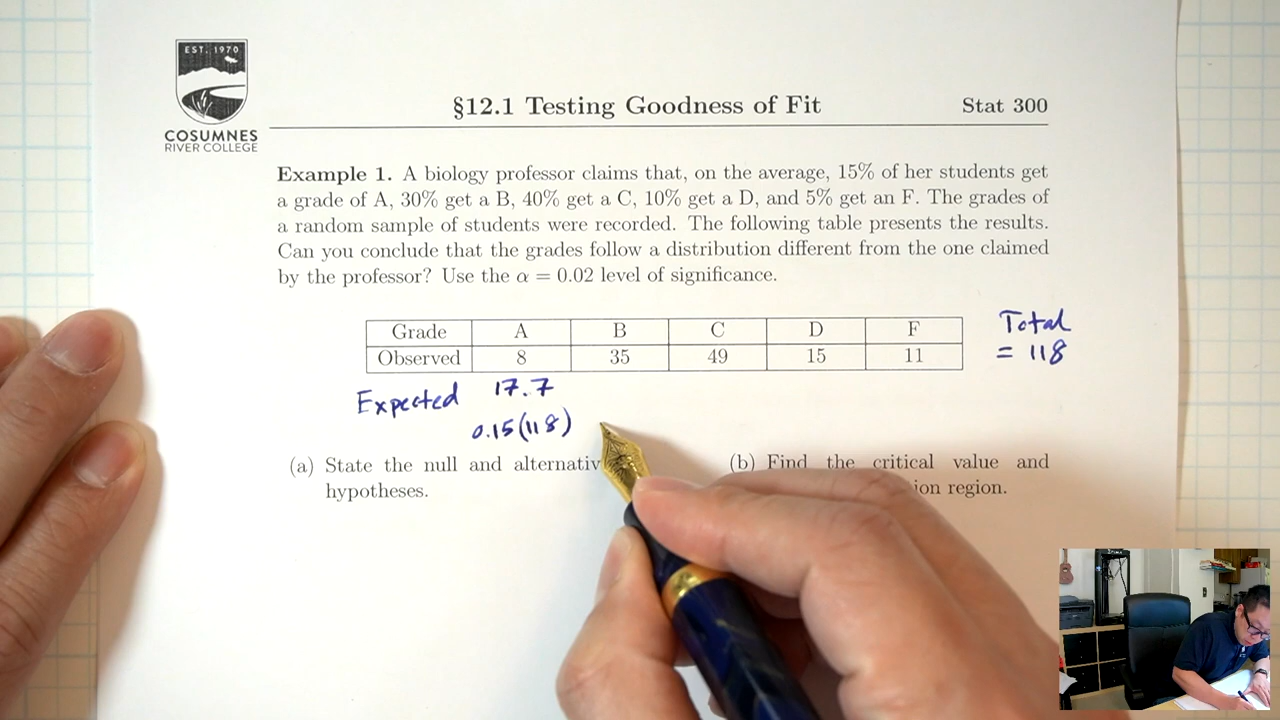 EST. 1970
COSUMNES
RIVER COLLEGE
§12.1 Testing Goodness of Fit Stat 300
Example 1. A biology professor claims that, on the average, 15% of her students get
a grade of A, 30% get a B, 40% get a C, 10% get a D, and 5% get an F. The grades of
a random sample of students were recorded. The following table presents the results.
Can you conclude that the grades follow a distribution different from the one claimed
by the professor? Use the α = 0.02 level of significance.
Grade A B C D F
Observed 8 35 49 15 11
Total
= 118
Expected 17.7
0.15(118)
(a) State the null and alternativ
hypotheses.
(b) Find the critical value and
ion region.